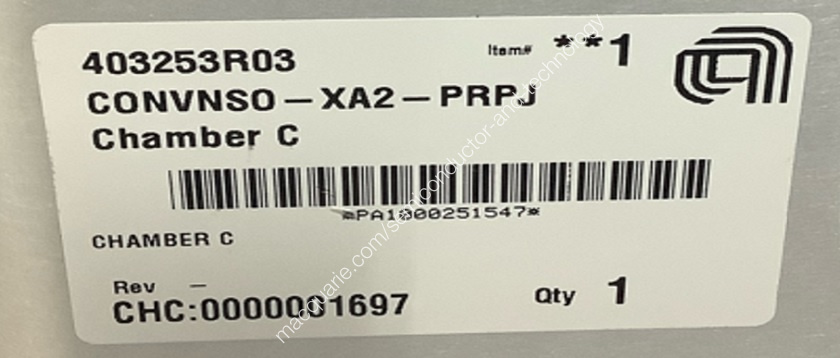 403253R03
Item# **1
CONVNSO-XA2-PRPJ
Chamber C
*PA1000251547*
CHAMBER C
Rev -
CHC:0000001697
Qty 1
macquarie.com/semiconductor-and-technology